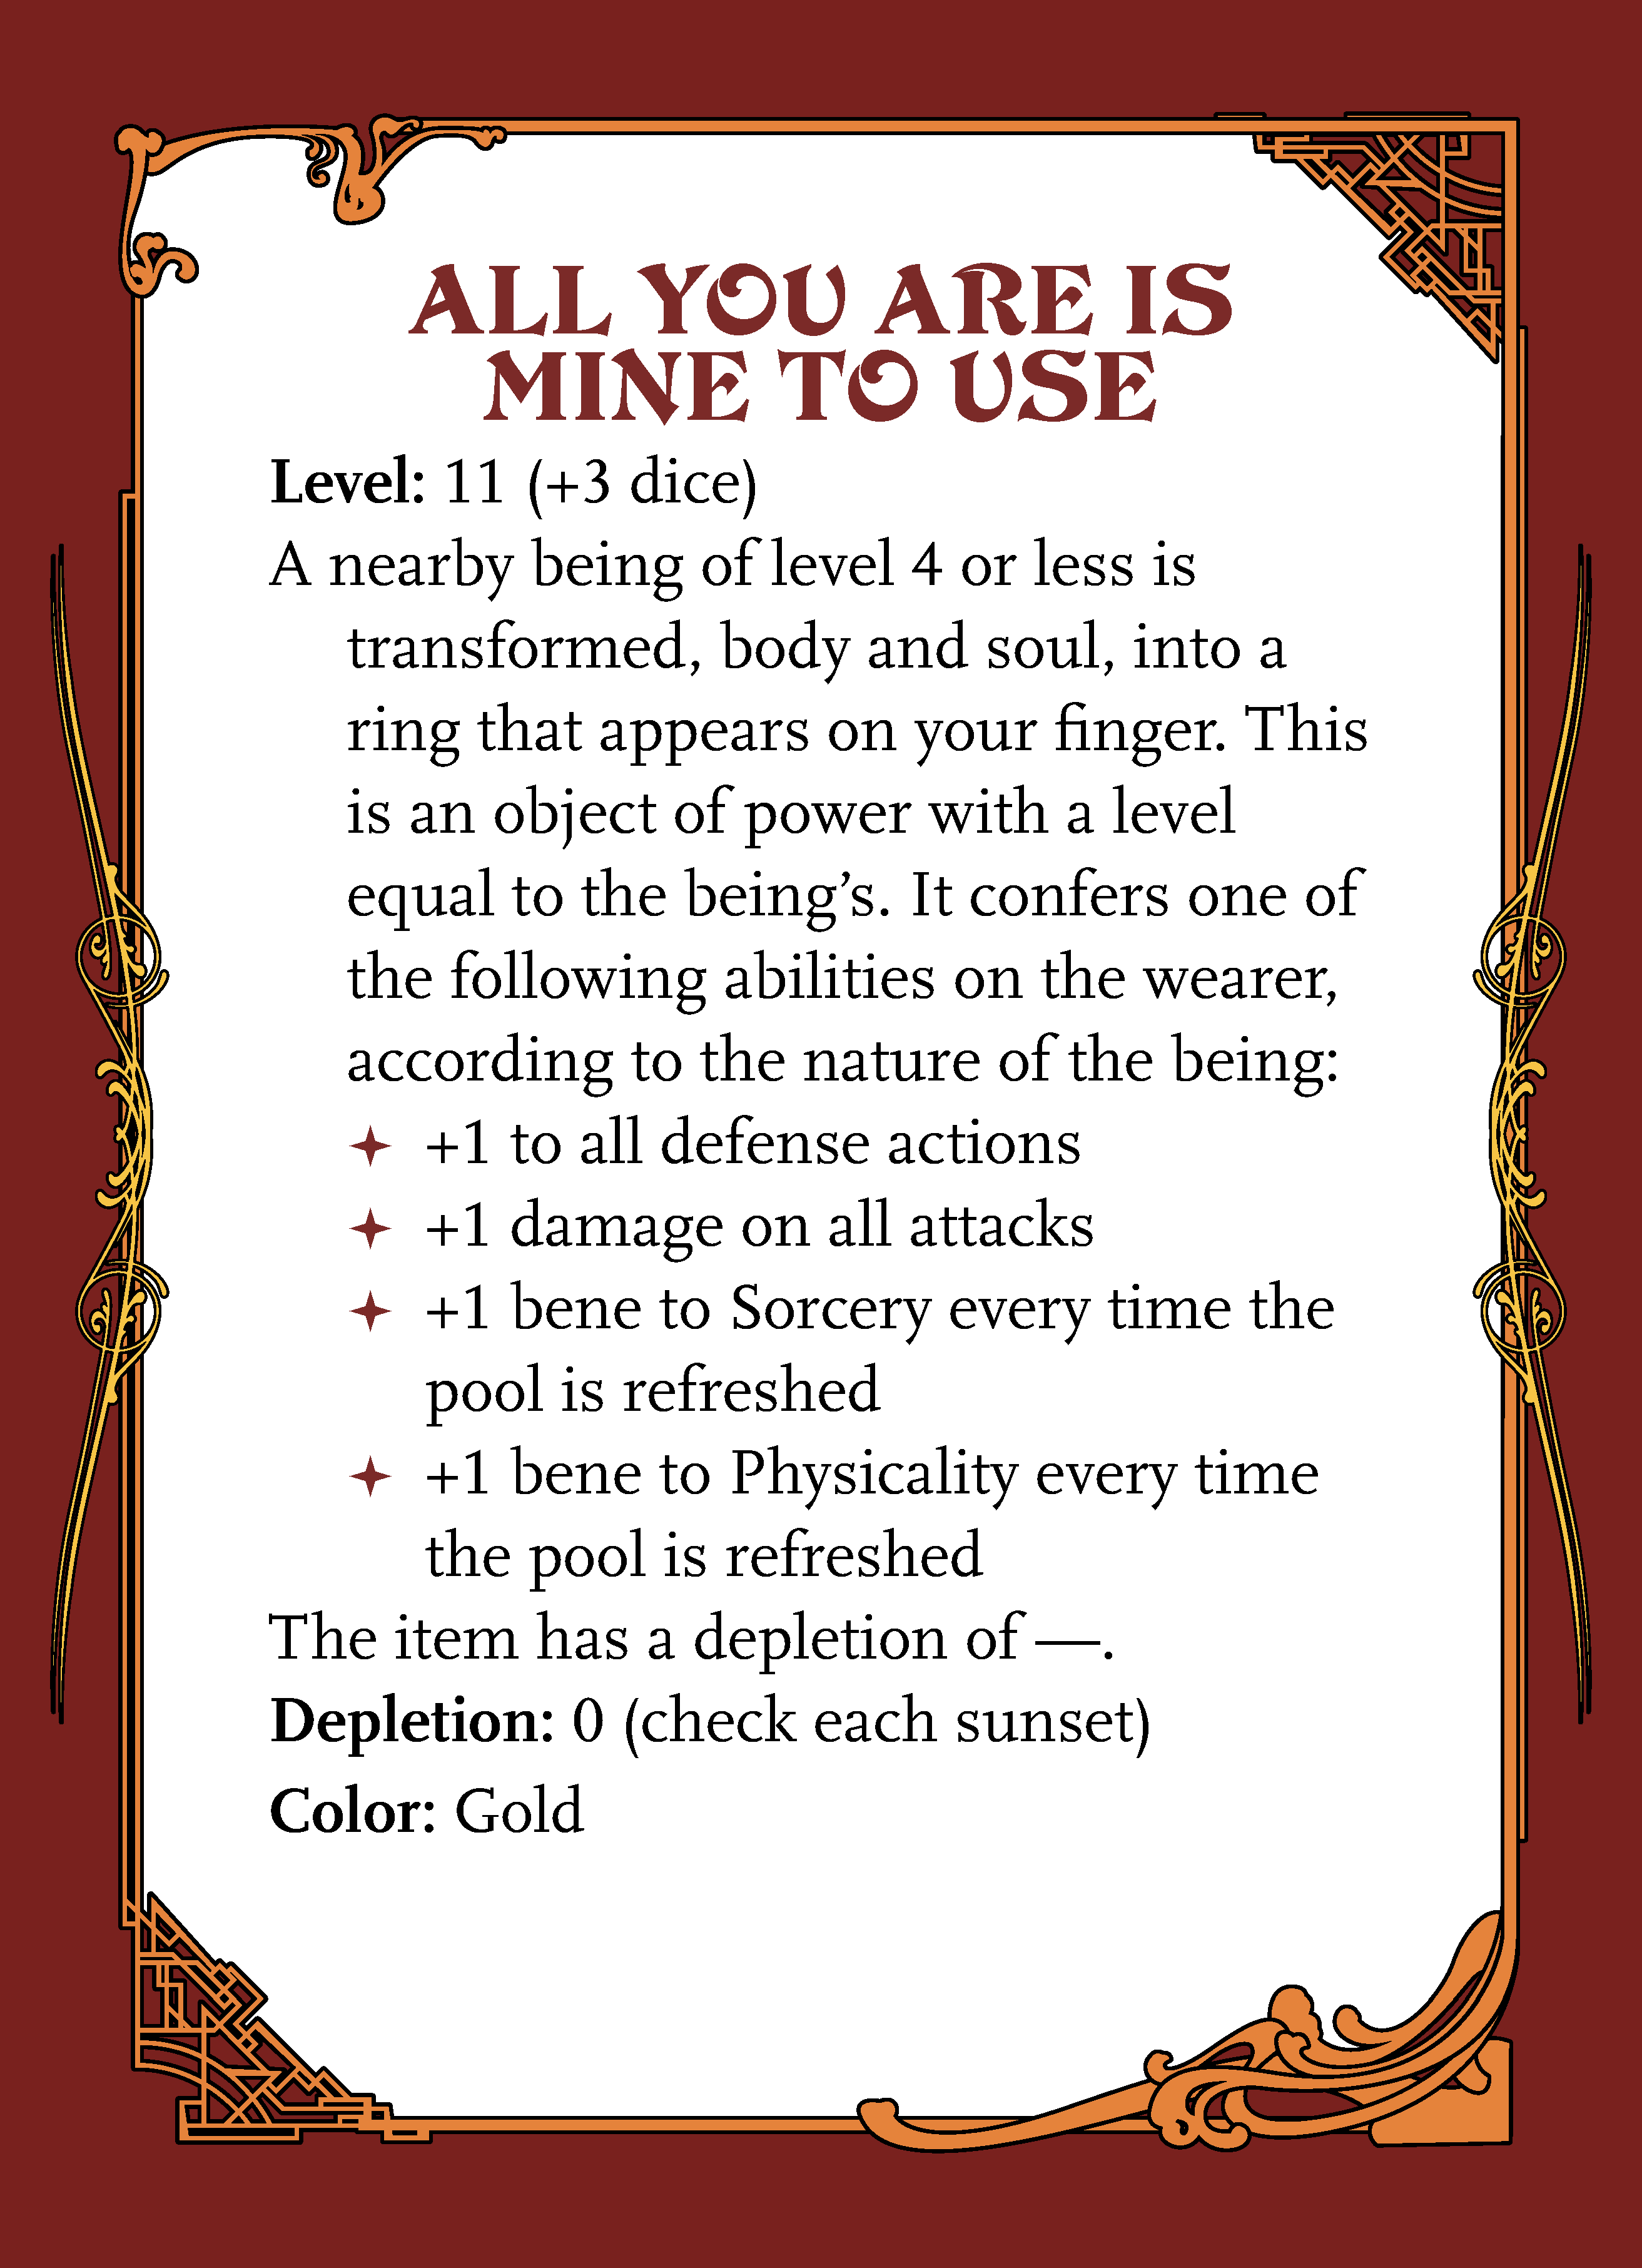 ALL YOU ARE IS
MINE TO USE
Level: 11 (+3 dice)
A nearby being of level 4 or less is
transformed, body and soul, into a
ring that appears on your finger. This
is an object of power with a level
equal to the being’s. It confers one of
the following abilities on the wearer,
according to the nature of the being:
✦ +1 to all defense actions
✦ +1 damage on all attacks
✦ +1 bene to Sorcery every time the
pool is refreshed
✦ +1 bene to Physicality every time
the pool is refreshed
The item has a depletion of —.
Depletion: 0 (check each sunset)
Color: Gold